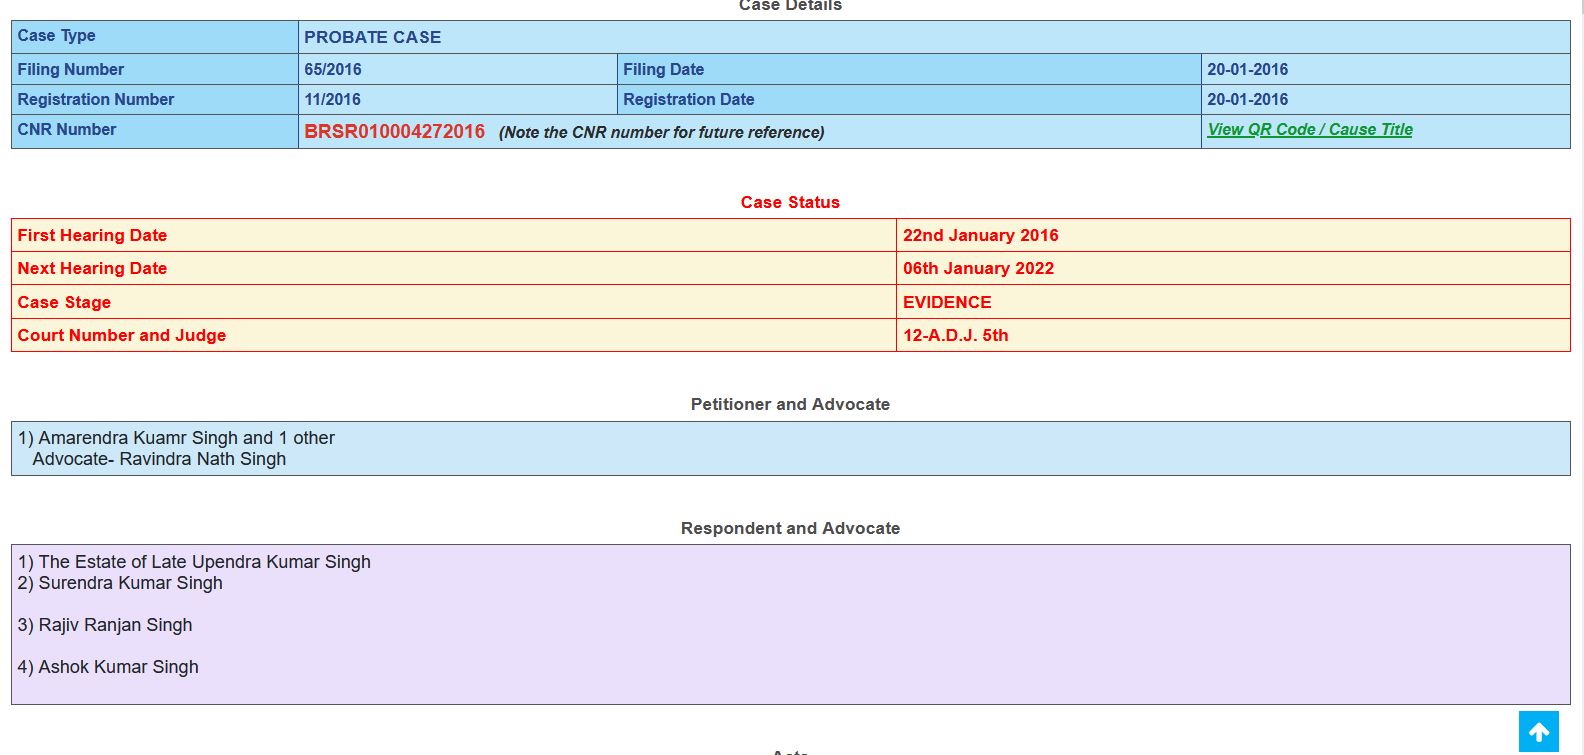 Case Details
Case Type PROBATE CASE
Filing Number 65/2016 Filing Date 20-01-2016
Registration Number 11/2016 Registration Date 20-01-2016
CNR Number BRSR010004272016 (Note the CNR number for future reference) View QR Code / Cause Title
Case Status
First Hearing Date 22nd January 2016
Next Hearing Date 06th January 2022
Case Stage EVIDENCE
Court Number and Judge 12-A.D.J. 5th
Petitioner and Advocate
1) Amarendra Kuamr Singh and 1 other
Advocate- Ravindra Nath Singh
Respondent and Advocate
1) The Estate of Late Upendra Kumar Singh
2) Surendra Kumar Singh
3) Rajiv Ranjan Singh
4) Ashok Kumar Singh
Acts